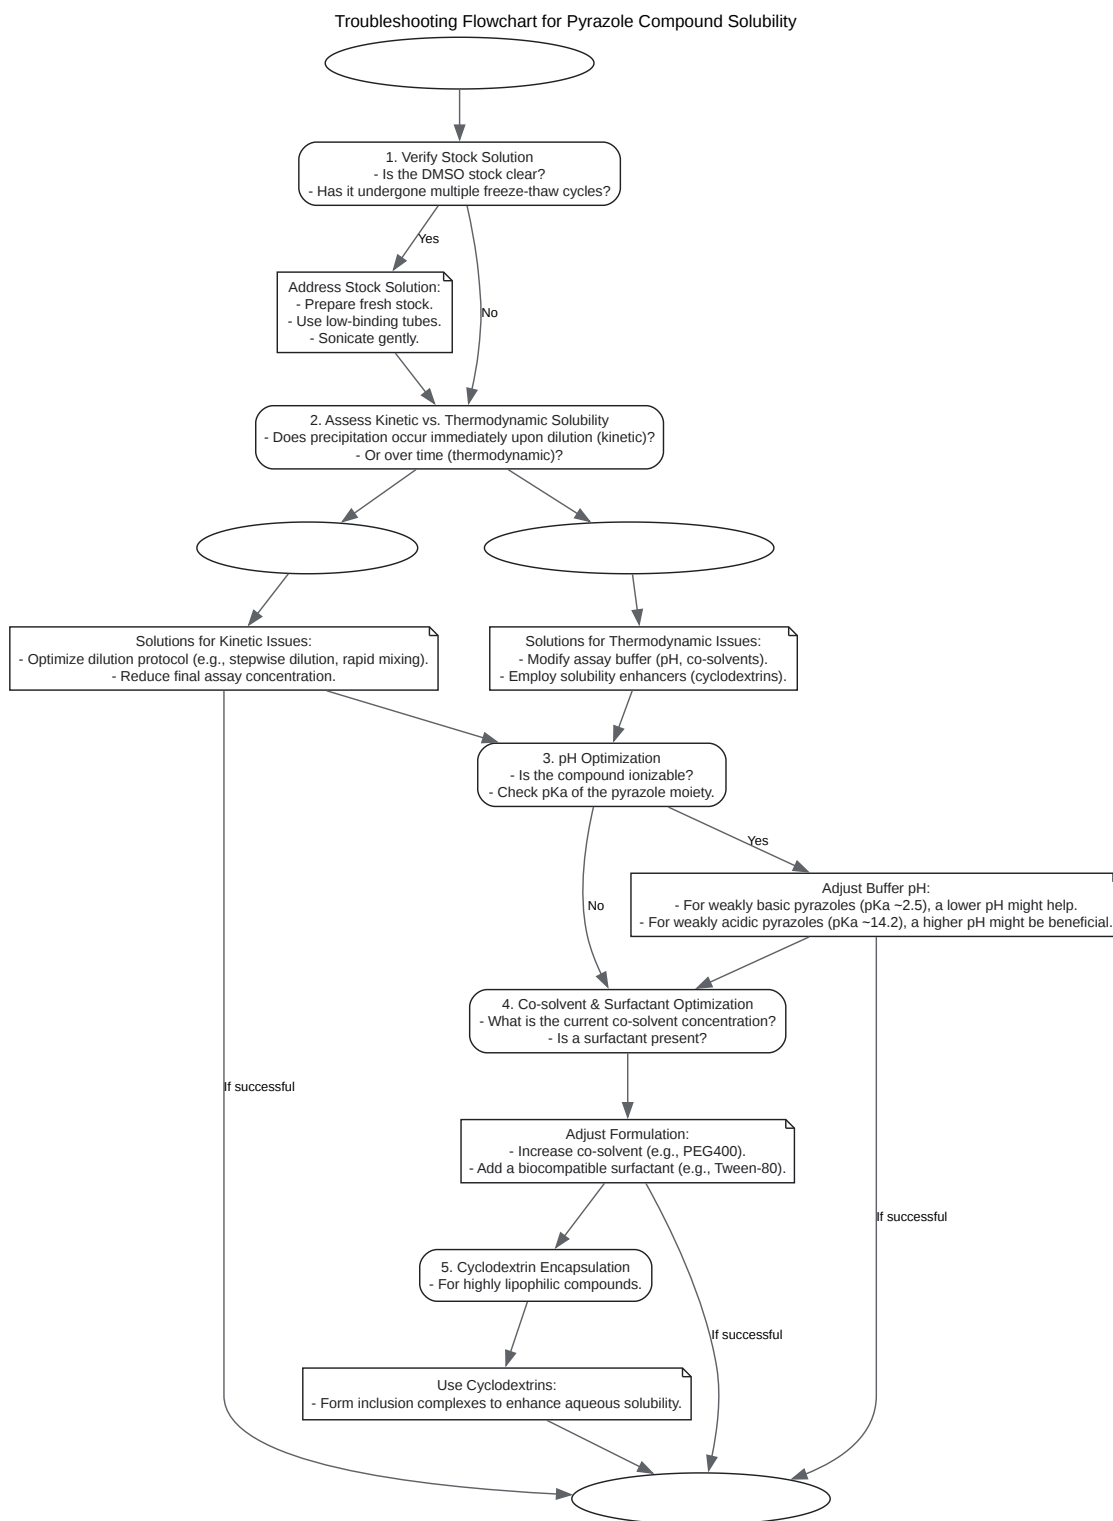 Troubleshooting Flowchart for Pyrazole Compound Solubility
1. Verify Stock Solution
- Is the DMSO stock clear?
- Has it undergone multiple freeze-thaw cycles?
Yes
Address Stock Solution:
- Prepare fresh stock.
- Use low-binding tubes.
- Sonicate gently.
No
2. Assess Kinetic vs. Thermodynamic Solubility
- Does precipitation occur immediately upon dilution (kinetic)?
- Or over time (thermodynamic)?
Solutions for Kinetic Issues:
- Optimize dilution protocol (e.g., stepwise dilution, rapid mixing).
- Reduce final assay concentration.
Solutions for Thermodynamic Issues:
- Modify assay buffer (pH, co-solvents).
- Employ solubility enhancers (cyclodextrins).
3. pH Optimization
- Is the compound ionizable?
- Check pKa of the pyrazole moiety.
Yes
Adjust Buffer pH:
- For weakly basic pyrazoles (pKa ~2.5), a lower pH might help.
- For weakly acidic pyrazoles (pKa ~14.2), a higher pH might be beneficial.
No
4. Co-solvent & Surfactant Optimization
- What is the current co-solvent concentration?
- Is a surfactant present?
If successful
Adjust Formulation:
- Increase co-solvent (e.g., PEG400).
- Add a biocompatible surfactant (e.g., Tween-80).
If successful
5. Cyclodextrin Encapsulation
- For highly lipophilic compounds.
If successful
Use Cyclodextrins:
- Form inclusion complexes to enhance aqueous solubility.